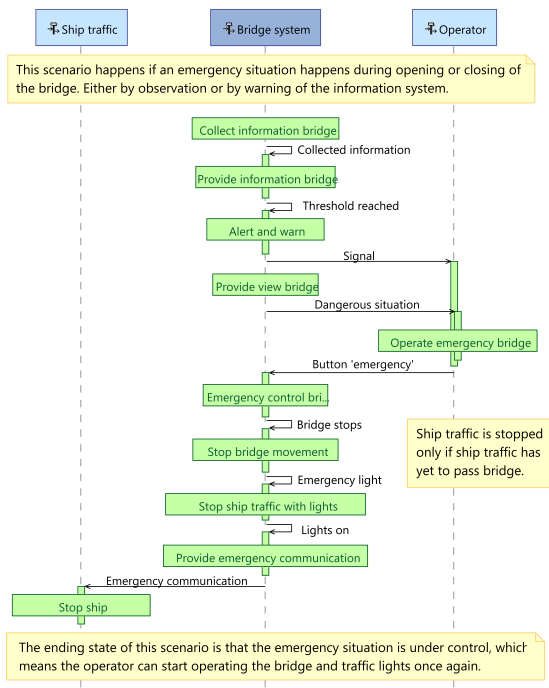 Ship traffic
Bridge system
Operator
This scenario happens if an emergency situation happens during opening or closing of
the bridge. Either by observation or by warning of the information system.
Collect information bridge
Collected information
Provide information bridge
Threshold reached
Alert and warn
Signal
Provide view bridge
Dangerous situation
Operate emergency bridge
Button 'emergency'
Emergency control bri...
Bridge stops
Ship traffic is stopped
only if ship traffic has
yet to pass bridge.
Stop bridge movement
Emergency light
Stop ship traffic with lights
Lights on
Provide emergency communication
Emergency communication
Stop ship
The ending state of this scenario is that the emergency situation is under control, which
means the operator can start operating the bridge and traffic lights once again.